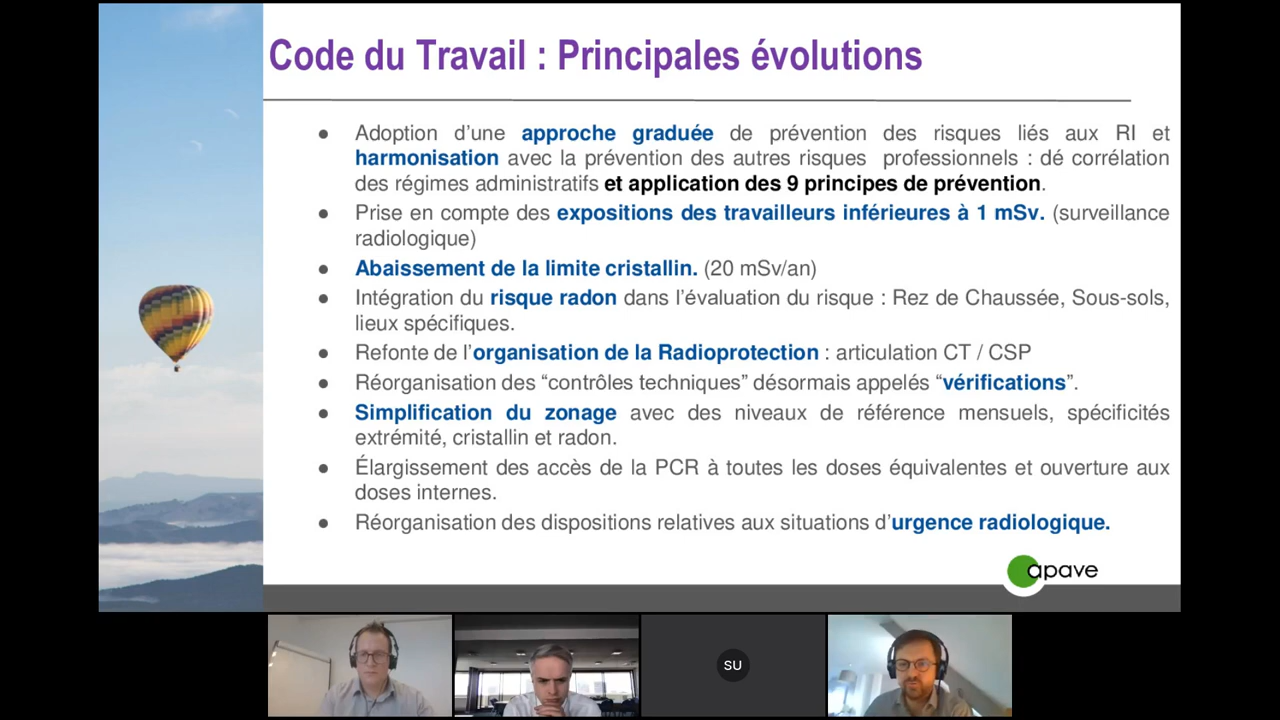 Code du Travail : Principales évolutions
● Adoption d’une approche graduée de prévention des risques liés aux RI et
harmonisation avec la prévention des autres risques professionnels : dé corrélation
des régimes administratifs et application des 9 principes de prévention.
● Prise en compte des expositions des travailleurs inférieures à 1 mSv. (surveillance
radiologique)
● Abaissement de la limite cristallin. (20 mSv/an)
● Intégration du risque radon dans l’évaluation du risque : Rez de Chaussée, Sous-sols,
lieux spécifiques.
● Refonte de l’organisation de la Radioprotection : articulation CT / CSP
● Réorganisation des “contrôles techniques” désormais appelés “vérifications”.
● Simplification du zonage avec des niveaux de référence mensuels, spécificités
extrémité, cristallin et radon.
● Élargissement des accès de la PCR à toutes les doses équivalentes et ouverture aux
doses internes.
● Réorganisation des dispositions relatives aux situations d’urgence radiologique.
apave
SU